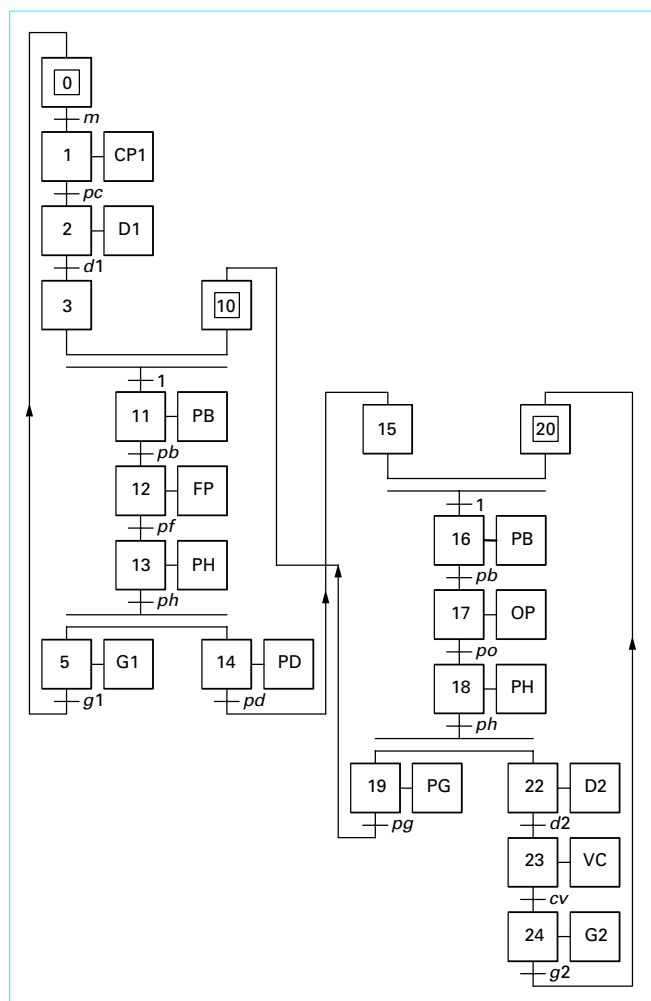 0
m
1 CP1
pc
2 D1
d1
3 10
1
11 PB 15 20
pb
12 FP 1
pf 16 PB
13 PH pb
ph 17 OP
5 G1 14 PD po
g1 pd 18 PH
ph
19 PG 22 D2
pg d2
23 VC
cv
24 G2
g2